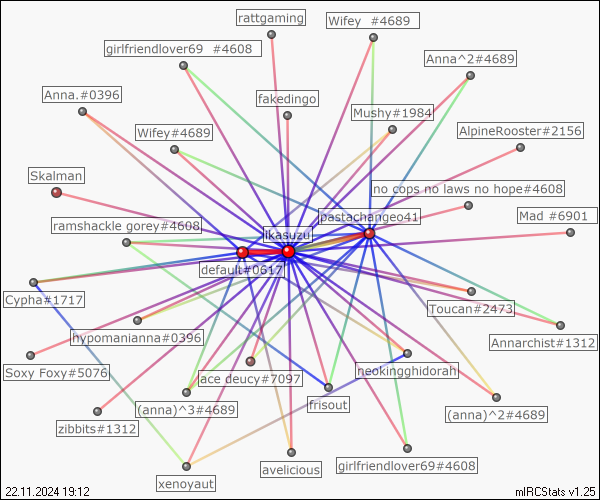 rattgaming
Wifey  #4689
girlfriendlover69  #4608
Anna^2#4689
Anna.#0396
fakedingo
Mushy#1984
Wifey#4689
AlpineRooster#2156
Skalman
no cops no laws no hope#4608
pastachangeo41
Mad #6901
ramshackle gorey#4608
ikasuzu
default#0617
Cypha#1717
Toucan#2473
hypomanianna#0396
Annarchist#1312
Soxy Foxy#5076
ace deucy#7097
neokingghidorah
(anna)^3#4689
frisout
(anna)^2#4689
zibbits#1312
avelicious
girlfriendlover69#4608
xenoyaut
22.11.2024 19:12
mIRCStats v1.25